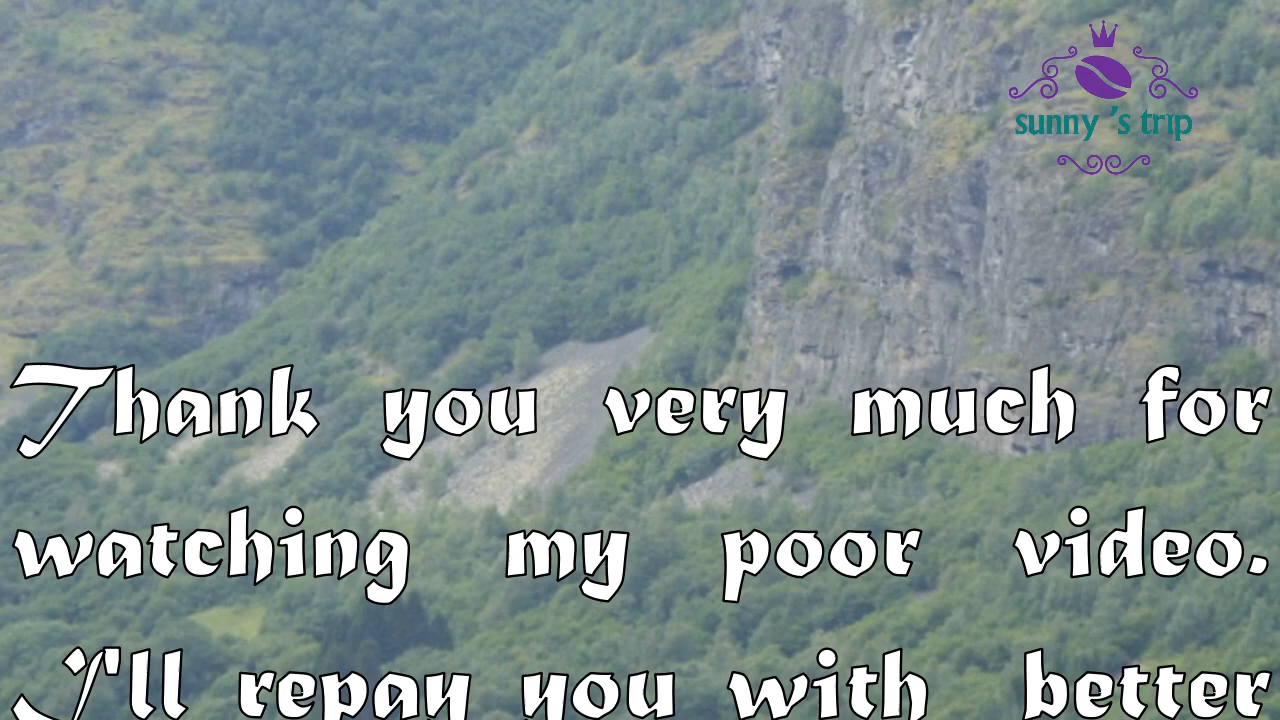 sunny 's trip
Thank you very much for
watching my poor video.
I'll repay you with better